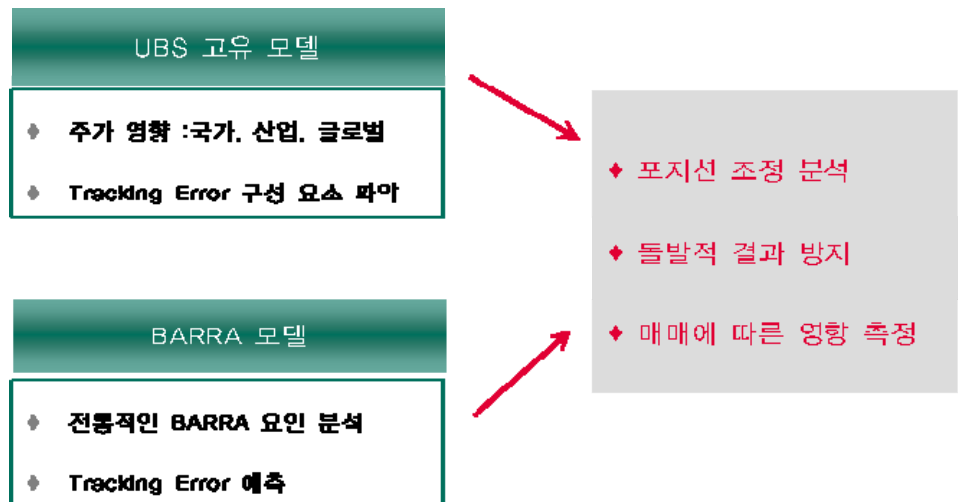 UBS 고유 모델
주가 영향 :국가, 산업, 글로벌
Tracking Error 구성 요소 파악
BARRA 모델
전통적인 BARRA 요인 분석
Tracking Error 예측
포지션 조정 분석
돌발적 결과 방지
매매에 따른 영향 측정